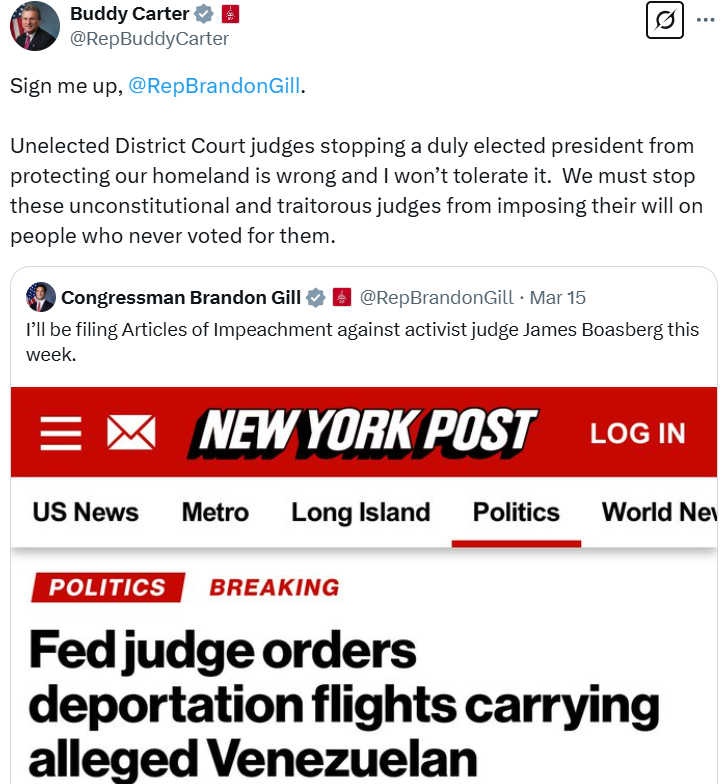 Buddy Carter
@RepBuddyCarter
Sign me up, @RepBrandonGill.
Unelected District Court judges stopping a duly elected president from
protecting our homeland is wrong and I won’t tolerate it.  We must stop
these unconstitutional and traitorous judges from imposing their will on
people who never voted for them.
Congressman Brandon Gill @RepBrandonGill · Mar 15
I’ll be filing Articles of Impeachment against activist judge James Boasberg this
week.
NEW YORK POST LOG IN
US News Metro Long Island Politics World
POLITICS BREAKING
Fed judge orders
deportation flights carrying
alleged Venezuelan